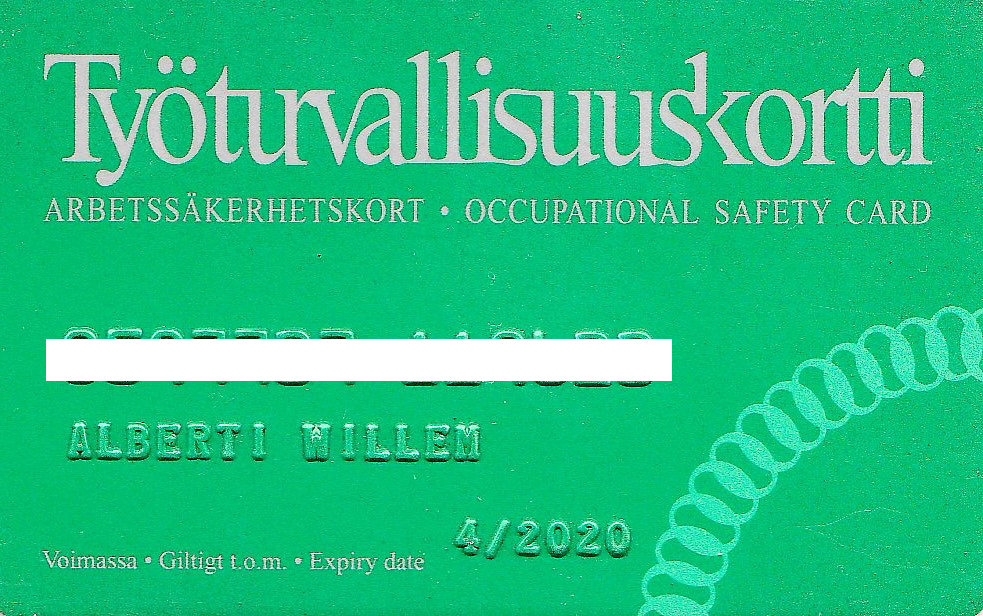 Työturvallisuuskortti
ARBETSSÄKERHETSKORT • OCCUPATIONAL SAFETY CARD
ALBERTI WILLEM
4/2020
Voimassa • Giltigt t.o.m. • Expiry date